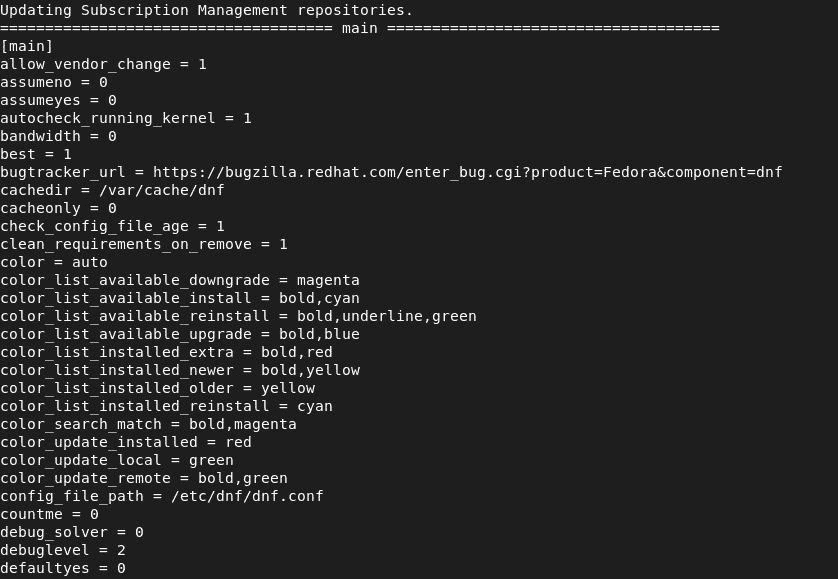 Updating Subscription Management repositories.
===================================== main =====================================
[main]
allow_vendor_change = 1
assumeno = 0
assumeyes = 0
autocheck_running_kernel = 1
bandwidth = 0
best = 1
bugtracker_url = https://bugzilla.redhat.com/enter_bug.cgi?product=Fedora&component=dnf
cachedir = /var/cache/dnf
cacheonly = 0
check_config_file_age = 1
clean_requirements_on_remove = 1
color = auto
color_list_available_downgrade = magenta
color_list_available_install = bold,cyan
color_list_available_reinstall = bold,underline,green
color_list_available_upgrade = bold,blue
color_list_installed_extra = bold,red
color_list_installed_newer = bold,yellow
color_list_installed_older = yellow
color_list_installed_reinstall = cyan
color_search_match = bold,magenta
color_update_installed = red
color_update_local = green
color_update_remote = bold,green
config_file_path = /etc/dnf/dnf.conf
countme = 0
debug_solver = 0
debuglevel = 2
defaultyes = 0